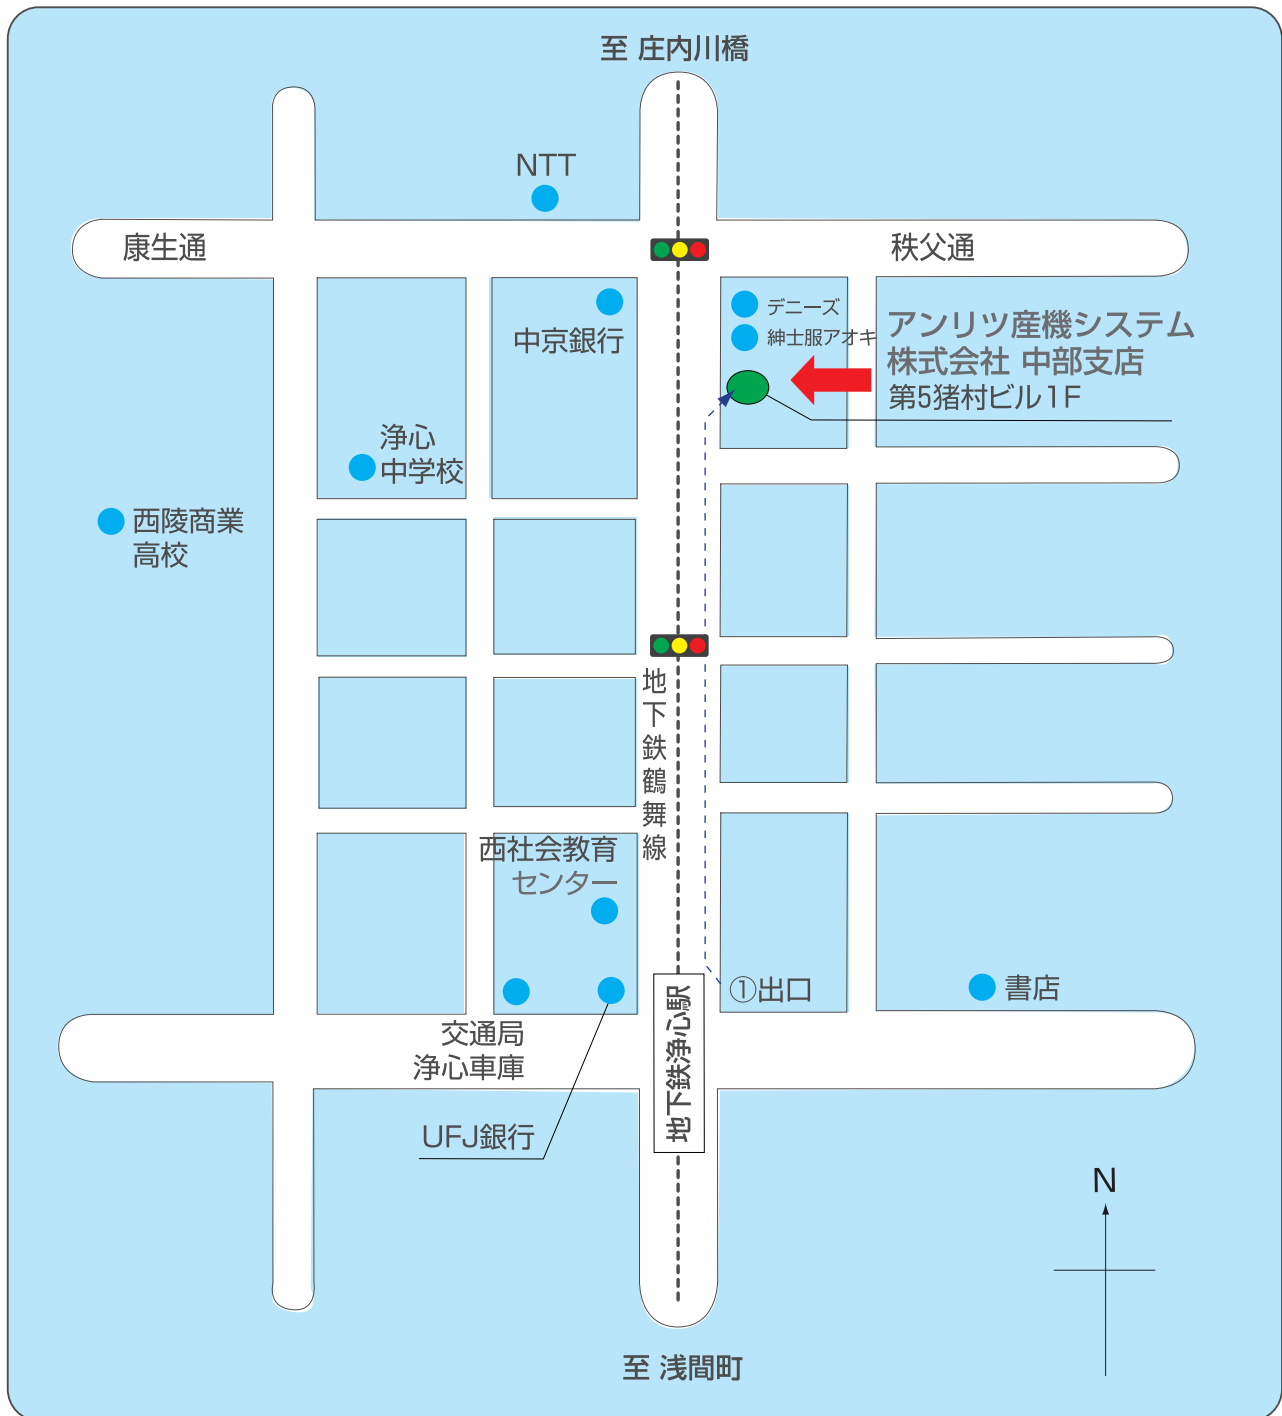 至 庄内川橋
NTT
康生通
秩父通
中京銀行
デニーズ
紳士服アオキ
アンリツ産機システム
株式会社 中部支店
第5猪村ビル1F
浄心
中学校
西陵商業
高校
地下鉄鶴舞線
西社会教育
センター
①出口
書店
地下鉄浄心駅
交通局
浄心車庫
UFJ銀行
N
至 浅間町